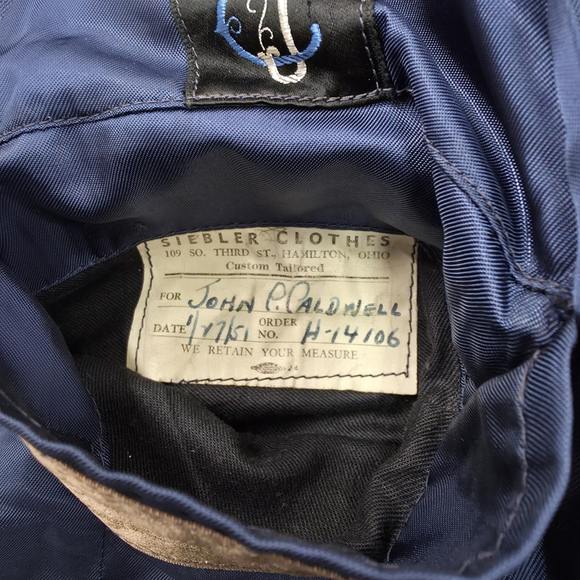 SIEBLER CLOTHES
109 SO. THIRD ST., HAMILTON, OHIO
Custom Tailored
FOR JOHN P. CALDWELL
DATE 1/17/51 ORDER NO. H-14106
WE RETAIN YOUR MEASURE
24